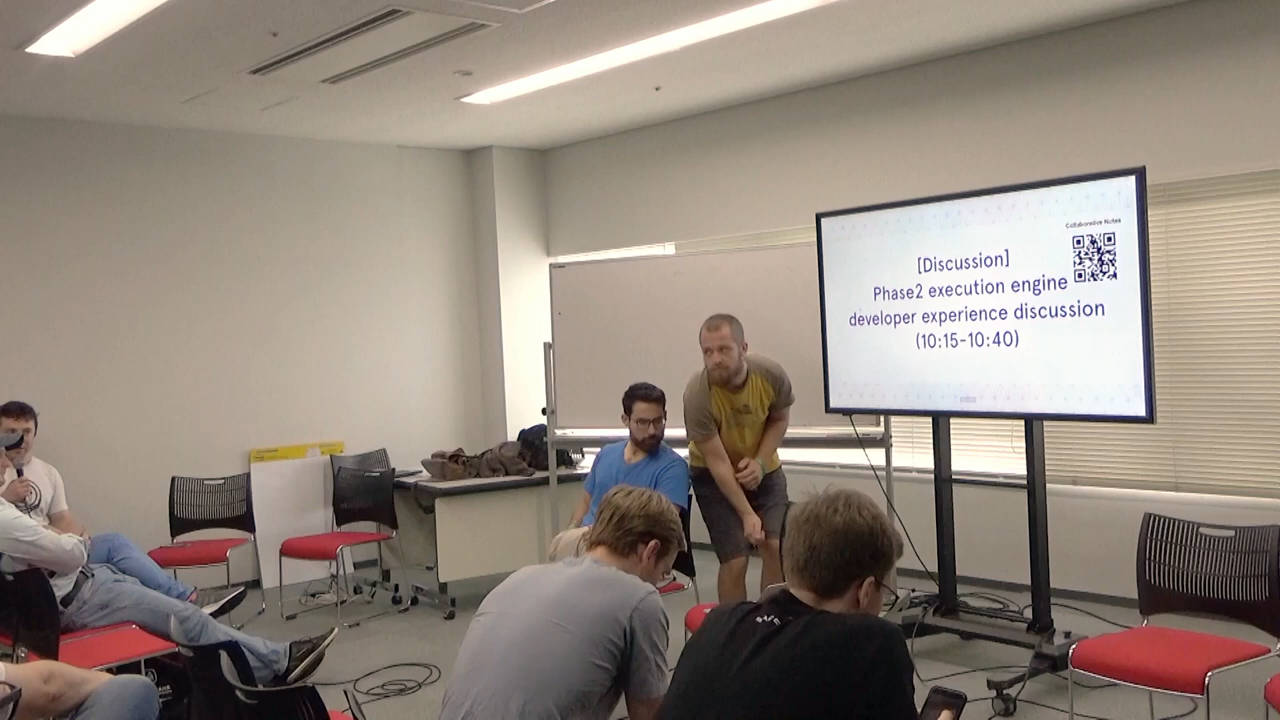 Collaborative Notes
[Discussion]
Phase2 execution engine
developer experience discussion
(10:15-10:40)